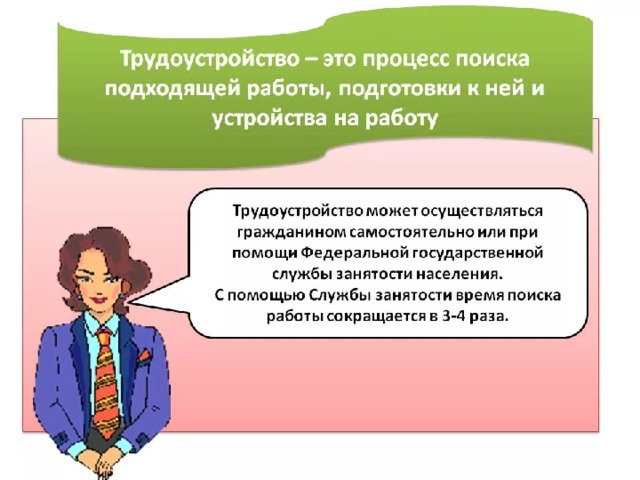 Трудоустройство – это процесс поиска
подходящей работы, подготовки к ней и
устройства на работу
Трудоустройство может осуществляться
гражданином самостоятельно или при
помощи Федеральной государственной
службы занятости населения.
С помощью Службы занятости время поиска
работы сокращается в 3-4 раза.